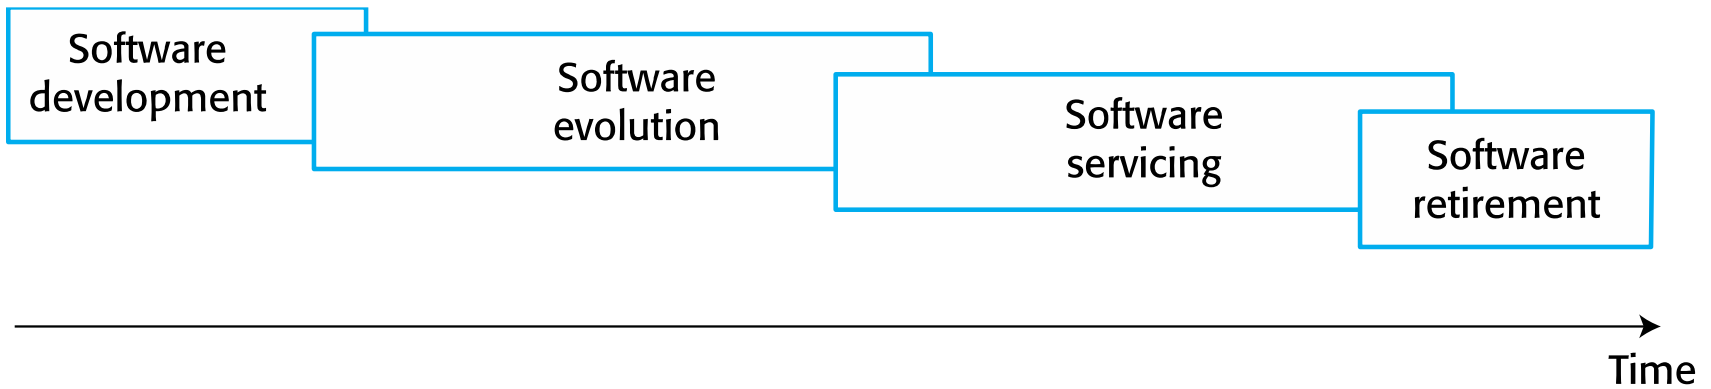 Software
development
Software
evolution
Software
servicing
Software
retirement
Time